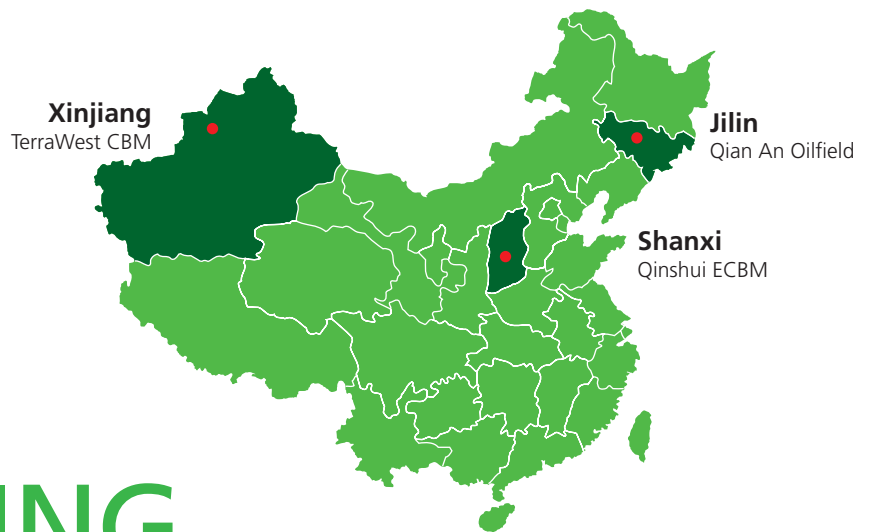 Xinjiang
TerraWest CBM
Jilin
Qian An Oilfield
Shanxi
Qinshui ECBM